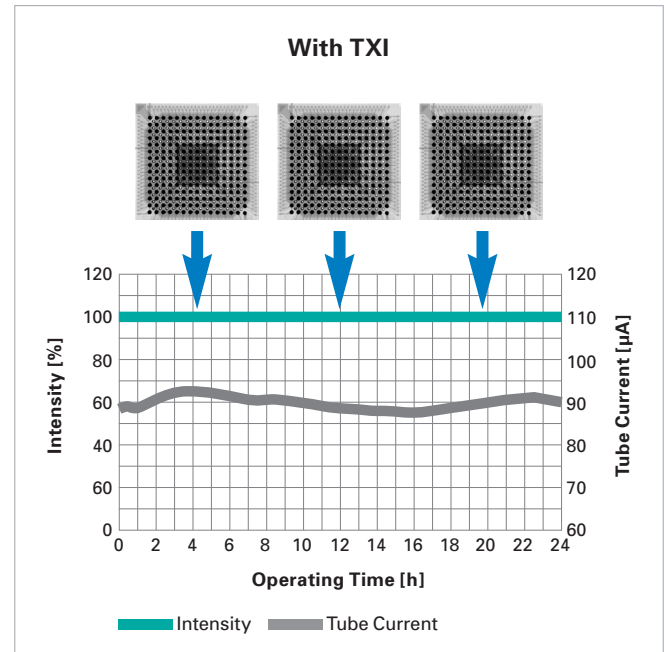 With TXI
120
100
80
60
40
60
0
Intensity [%]
120
110
100
90
80
70
60
Tube Current [µA]
0 2 4 6 8 10 12 14 16 18 20 22 24
Operating Time [h]
Intensity Tube Current